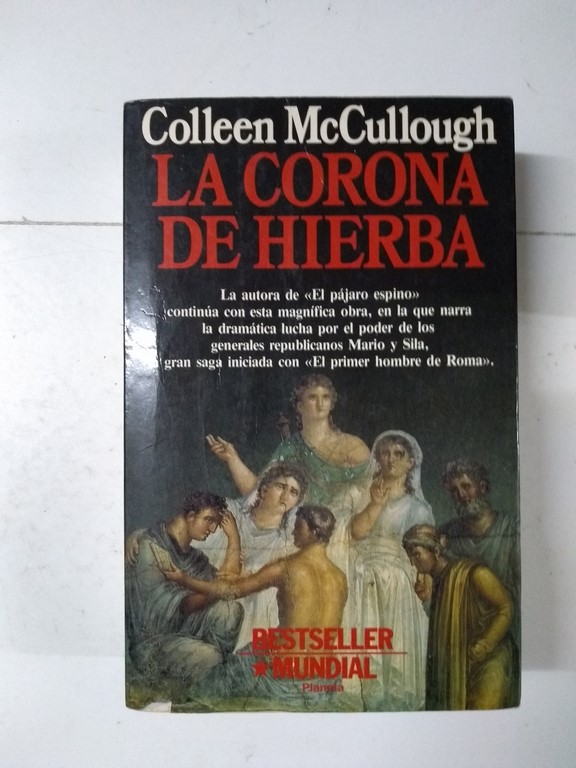 Colleen McCullough
LA CORONA
DE HIERBA
La autora de «El pájaro espino»
continúa con esta magnífica obra, en la que narra
la dramática lucha por el poder de los
generales republicanos Mario y Sila,
gran saga iniciada con «El primer hombre de Roma».
BESTSELLER
MUNDIAL
Planeta